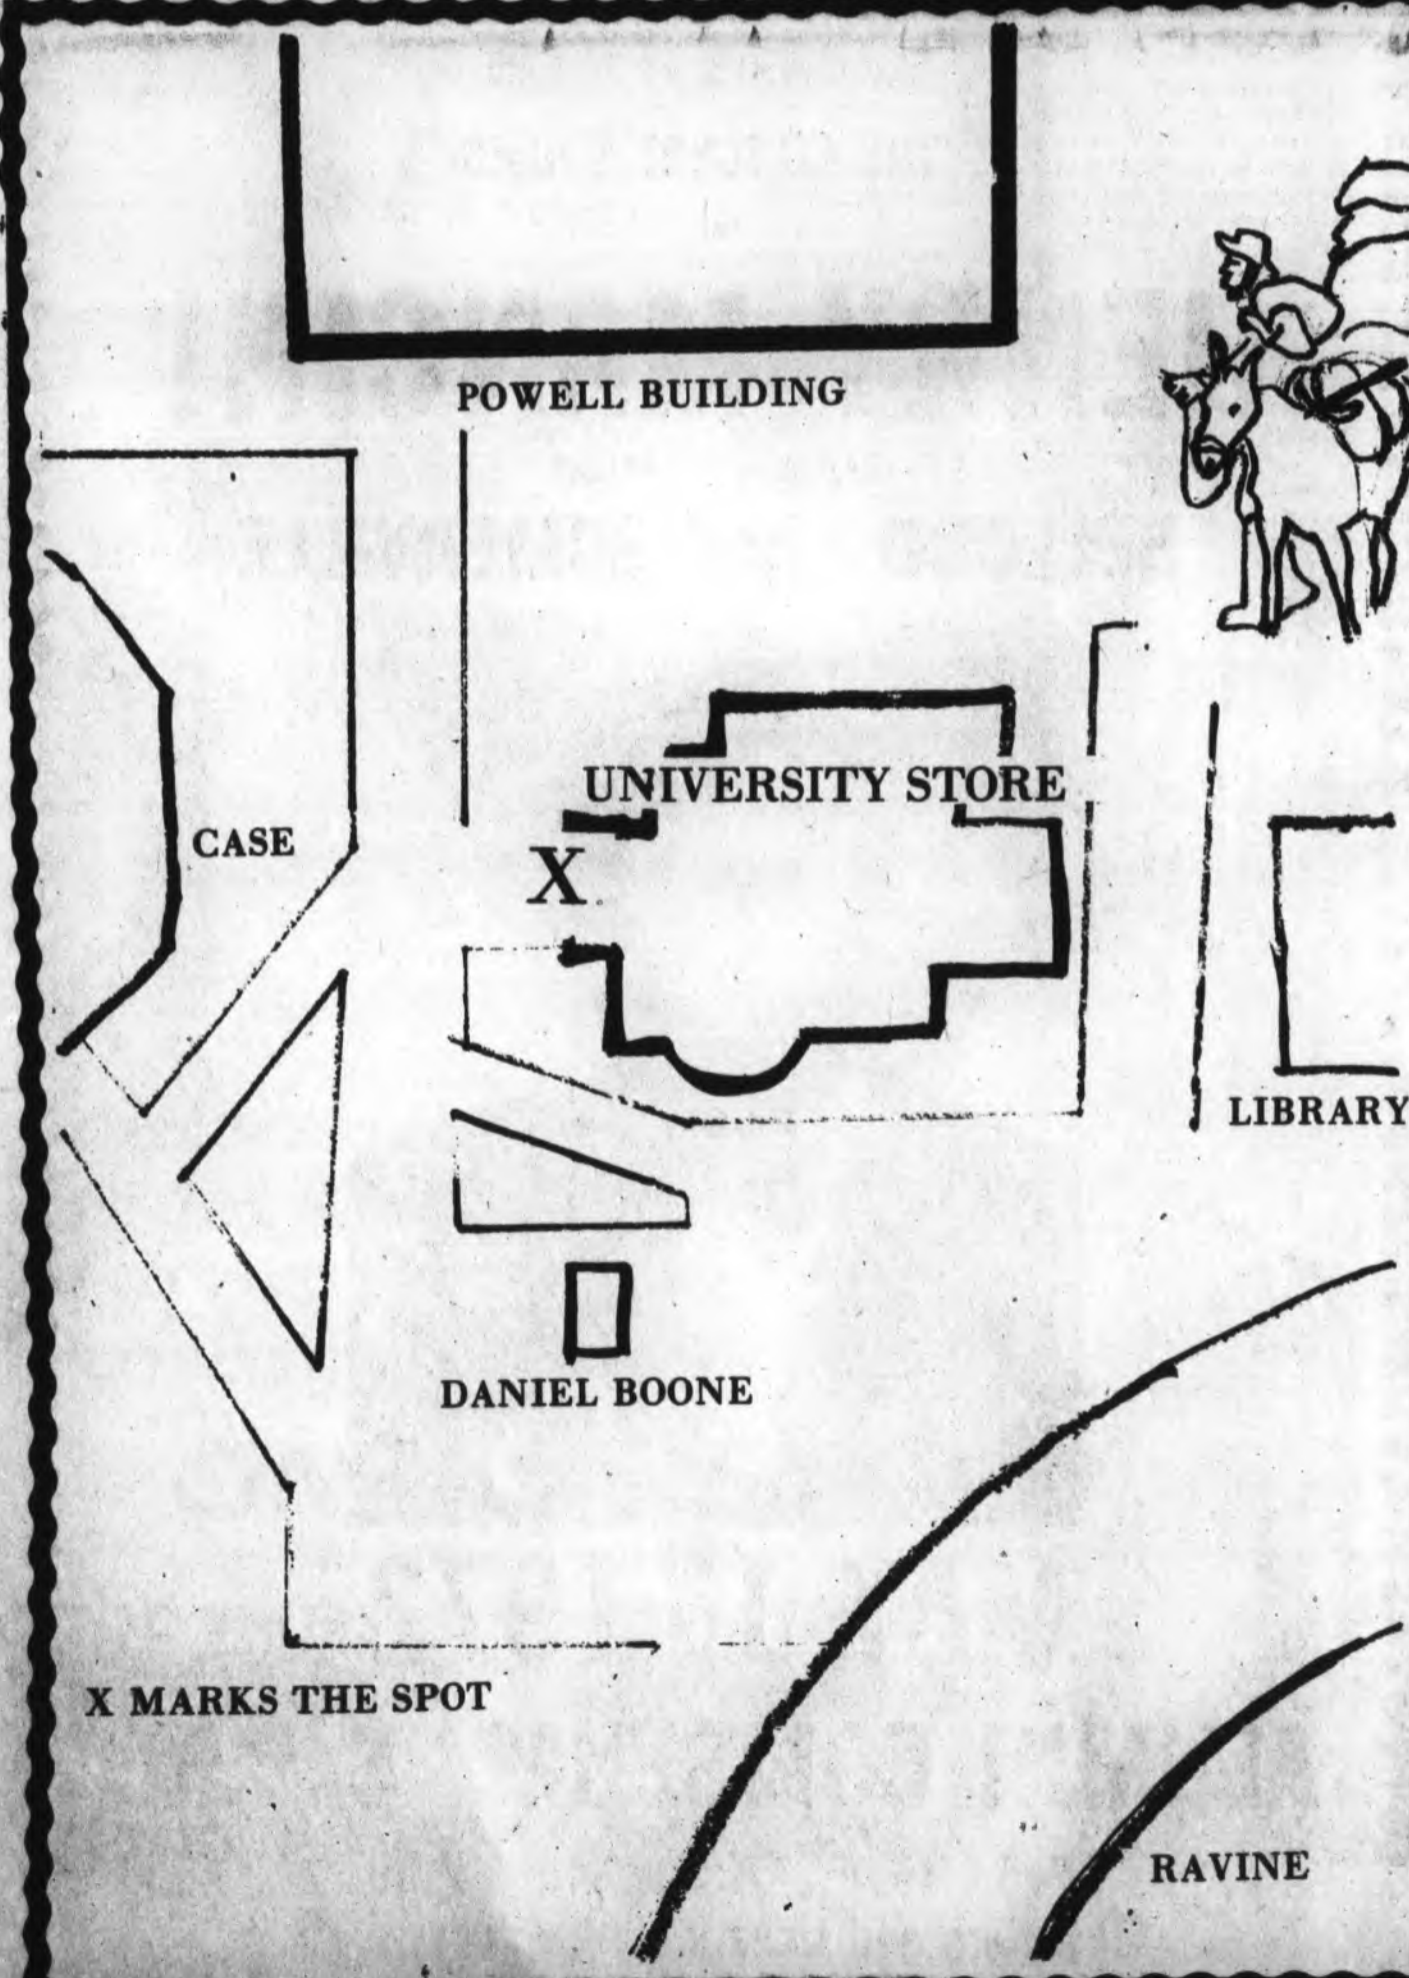 POWELL BUILDING
UNIVERSITY STORE
CASE
X
LIBRARY
DANIEL BOONE
X MARKS THE SPOT
RAVINE